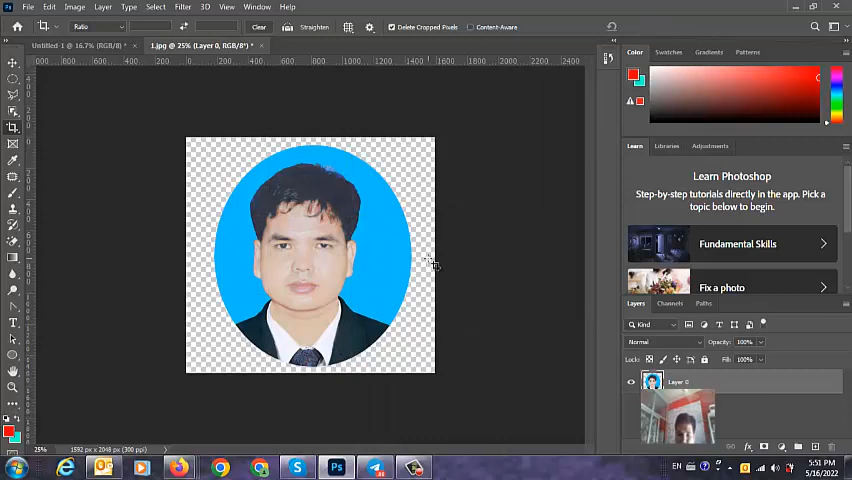 Ps File Edit Image Layer Type Select Filter 3D View Window Help
Ratio Clear Straighten Delete Cropped Pixels Content-Aware
Untitled-1 @ 16.7% (RGB/8) * × 1.jpg @ 25% (Layer 0, RGB/8*) * ×
Color Swatches Gradients Patterns
Learn Libraries Adjustments
Learn Photoshop
Step-by-step tutorials directly in the app. Pick a
topic below to begin.
Fundamental Skills
Fix a photo
Layers Channels Paths
Kind
Normal Opacity: 100%
Lock: Fill: 100%
Layer 0
fx
25% 1592 px x 2048 px (300 ppi)
Ps
EN 5:51 PM
5/16/2022